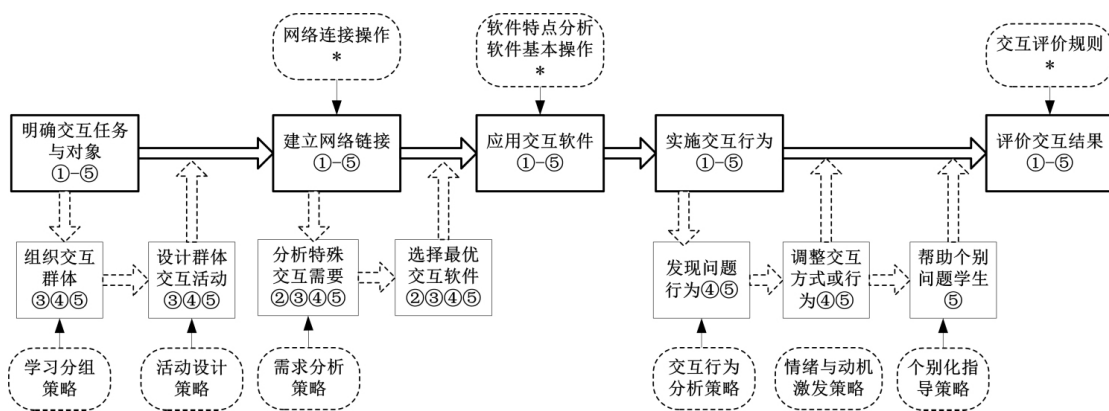 网络连接操作
*
软件特点分析
软件基本操作
*
交互评价规则
*
明确交互任务
与对象
①-⑤
建立网络链接
①-⑤
应用交互软件
①-⑤
实施交互行为
①-⑤
评价交互结果
①-⑤
组织交互
群体
③④⑤
设计群体
交互活动
③④⑤
分析特殊
交互需要
②③④⑤
选择最优
交互软件
②③④⑤
发现问题
行为④⑤
调整交互
方式或行
为④⑤
帮助个别
问题学生
⑤
学习分组
策略
活动设计
策略
需求分析
策略
交互行为
分析策略
情绪与动机
激发策略
个别化指
导策略